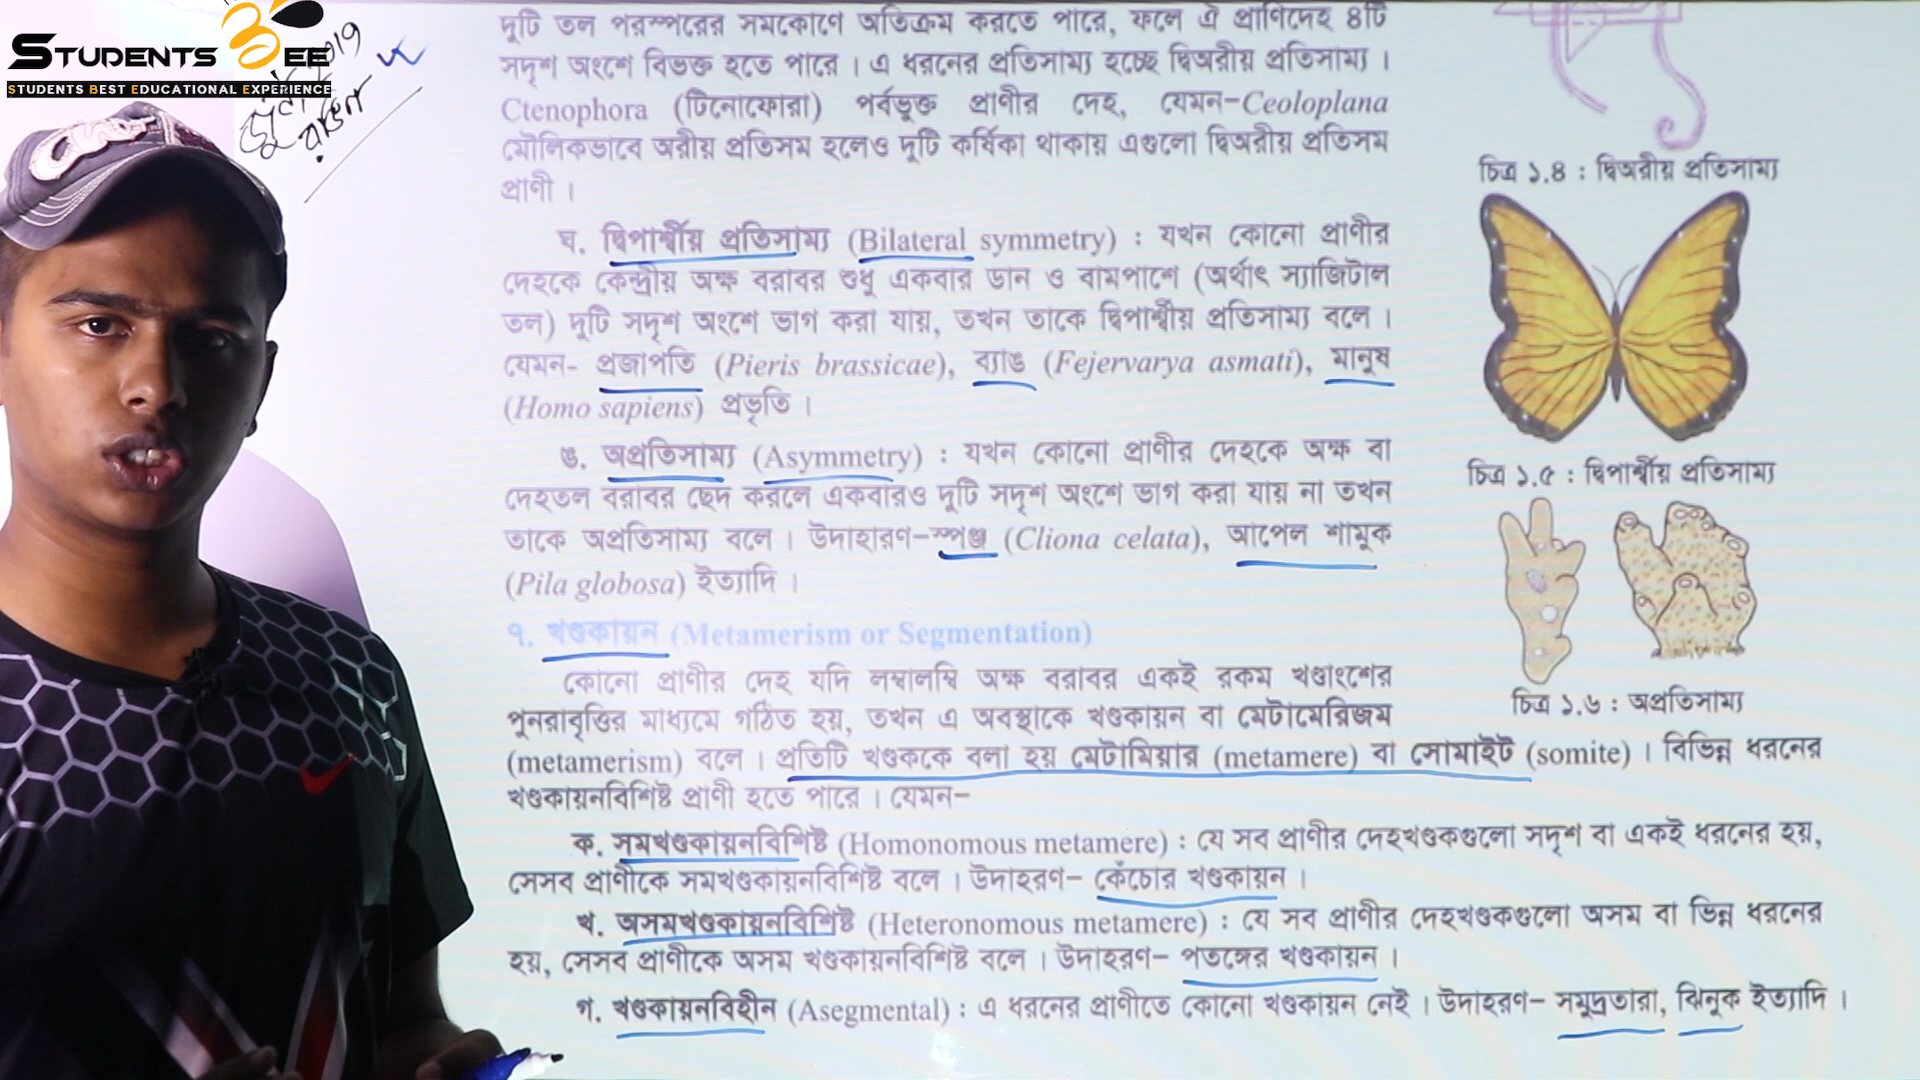 STUDENTS BEE
STUDENTS BEST EDUCATIONAL EXPERIENCE
দুটি তল পরস্পরের সমকোণে অতিক্রম করতে পারে, ফলে ঐ প্রাণিদেহ ৪টি
সদৃশ অংশে বিভক্ত হতে পারে। এ ধরনের প্রতিসাম্য হচ্ছে দ্বিঅরীয় প্রতিসাম্য।
Ctenophora (টিনোফোরা) পর্বভুক্ত প্রাণীর দেহ, যেমন-Ceoloplana
মৌলিকভাবে অরীয় প্রতিসম হলেও দুটি কর্ষিকা থাকায় এগুলো দ্বিঅরীয় প্রতিসম
প্রাণী।
চিত্র ১.৪ : দ্বিঅরীয় প্রতিসাম্য
ঘ. দ্বিপার্শ্বীয় প্রতিসাম্য (Bilateral symmetry) : যখন কোনো প্রাণীর
দেহকে কেন্দ্রীয় অক্ষ বরাবর শুধু একবার ডান ও বামপাশে (অর্থাৎ স্যাজিটাল
তল) দুটি সদৃশ অংশে ভাগ করা যায়, তখন তাকে দ্বিপার্শ্বীয় প্রতিসাম্য বলে।
যেমন- প্রজাপতি (Pieris brassicae), ব্যাঙ (Fejervarya asmati), মানুষ
(Homo sapiens) প্রভৃতি।
ঙ. অপ্রতিসাম্য (Asymmetry) : যখন কোনো প্রাণীর দেহকে অক্ষ বা
দেহতল বরাবর ছেদ করলে একবারও দুটি সদৃশ অংশে ভাগ করা যায় না তখন
তাকে অপ্রতিসাম্য বলে। উদাহারণ-স্পঞ্জ (Cliona celata), আপেল শামুক
(Pila globosa) ইত্যাদি।
চিত্র ১.৫ : দ্বিপার্শ্বীয় প্রতিসাম্য
৭. খণ্ডকায়ন (Metamerism or Segmentation)
কোনো প্রাণীর দেহ যদি লম্বালম্বি অক্ষ বরাবর একই রকম খণ্ডাংশের
পুনরাবৃত্তির মাধ্যমে গঠিত হয়, তখন এ অবস্থাকে খণ্ডকায়ন বা মেটামেরিজম
চিত্র ১.৬ : অপ্রতিসাম্য
(metamerism) বলে। প্রতিটি খণ্ডককে বলা হয় মেটামিয়ার (metamere) বা সোমাইট (somite)। বিভিন্ন ধরনের
খণ্ডকায়নবিশিষ্ট প্রাণী হতে পারে। যেমন-
ক. সমখণ্ডকায়নবিশিষ্ট (Homonomous metamere) : যে সব প্রাণীর দেহখণ্ডকগুলো সদৃশ বা একই ধরনের হয়,
সেসব প্রাণীকে সমখণ্ডকায়নবিশিষ্ট বলে। উদাহরণ- কেঁচোর খণ্ডকায়ন।
খ. অসমখণ্ডকায়নবিশিষ্ট (Heteronomous metamere) : যে সব প্রাণীর দেহখণ্ডকগুলো অসম বা ভিন্ন ধরনের
হয়, সেসব প্রাণীকে অসম খণ্ডকায়নবিশিষ্ট বলে। উদাহরণ- পতঙ্গের খণ্ডকায়ন।
গ. খণ্ডকায়নবিহীন (Asegmental) : এ ধরনের প্রাণীতে কোনো খণ্ডকায়ন নেই। উদাহরণ- সমুদ্রতারা, ঝিনুক ইত্যাদি।